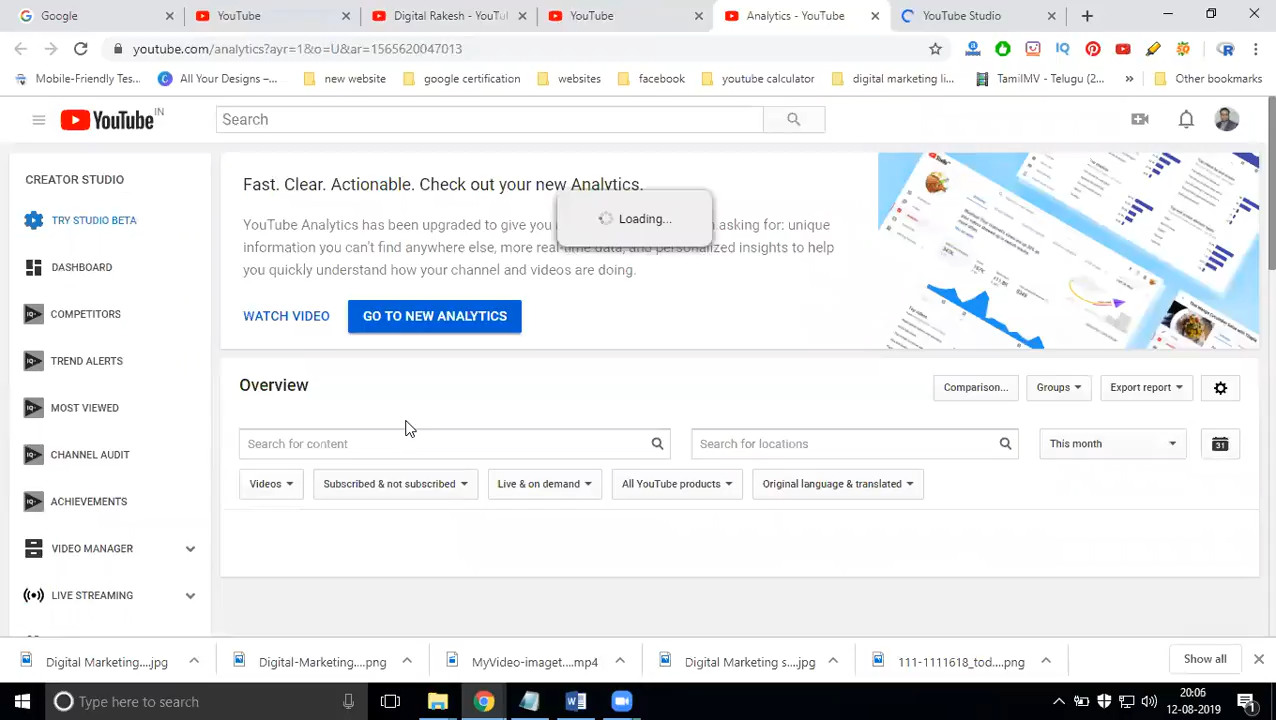 Google
YouTube
Digital Rakesh - YouTu
YouTube
Analytics - YouTube
YouTube Studio
youtube.com/analytics?ayr=1&o=U&ar=1565620047013
Mobile-Friendly Tes...
All Your Designs –...
new website
google certification
websites
facebook
youtube calculator
digital marketing li...
TamilMV - Telugu (2...
Other bookmarks
YouTube IN
Search
CREATOR STUDIO
TRY STUDIO BETA
DASHBOARD
COMPETITORS
TREND ALERTS
MOST VIEWED
CHANNEL AUDIT
ACHIEVEMENTS
VIDEO MANAGER
LIVE STREAMING
Fast. Clear. Actionable. Check out your new Analytics.
Loading...
YouTube Analytics has been upgraded to give you asking for: unique
information you can't find anywhere else, more real-time data, and personalized insights to help
you quickly understand how your channel and videos are doing.
WATCH VIDEO
GO TO NEW ANALYTICS
Overview
Comparison...
Groups
Export report
Search for content
Search for locations
This month
31
Videos
Subscribed & not subscribed
Live & on demand
All YouTube products
Original language & translated
Digital Marketing....jpg
Digital-Marketing....png
MyVideo-imaget....mp4
Digital Marketing s....jpg
111-1111618_tod....png
Show all
Type here to search
20:06
12-08-2019
1